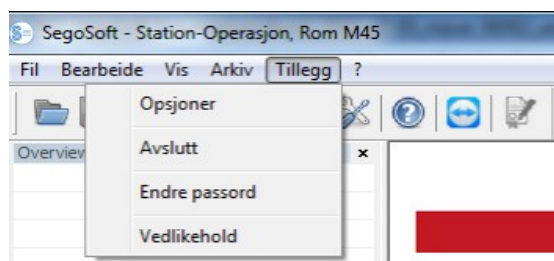 SegoSoft - Station-Operasjon, Rom M45
Fil Bearbeide Vis Arkiv Tillegg ?
Opsjoner
Overview
Avslutt
Endre passord
Vedlikehold